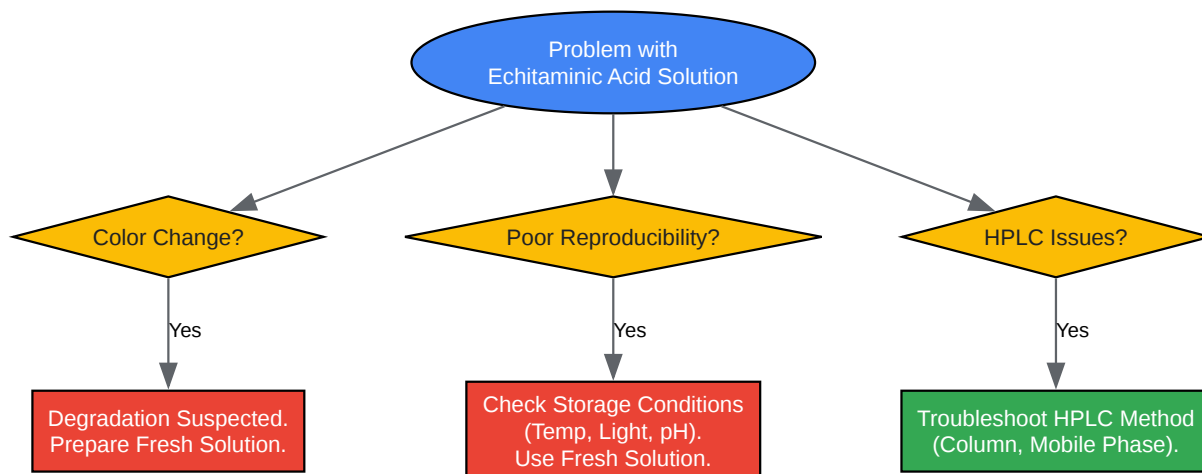 Problem with
Echitaminic Acid Solution
Color Change?
Poor Reproducibility?
HPLC Issues?
Yes
Yes
Yes
Degradation Suspected.
Prepare Fresh Solution.
Check Storage Conditions
(Temp, Light, pH).
Use Fresh Solution.
Troubleshoot HPLC Method
(Column, Mobile Phase).